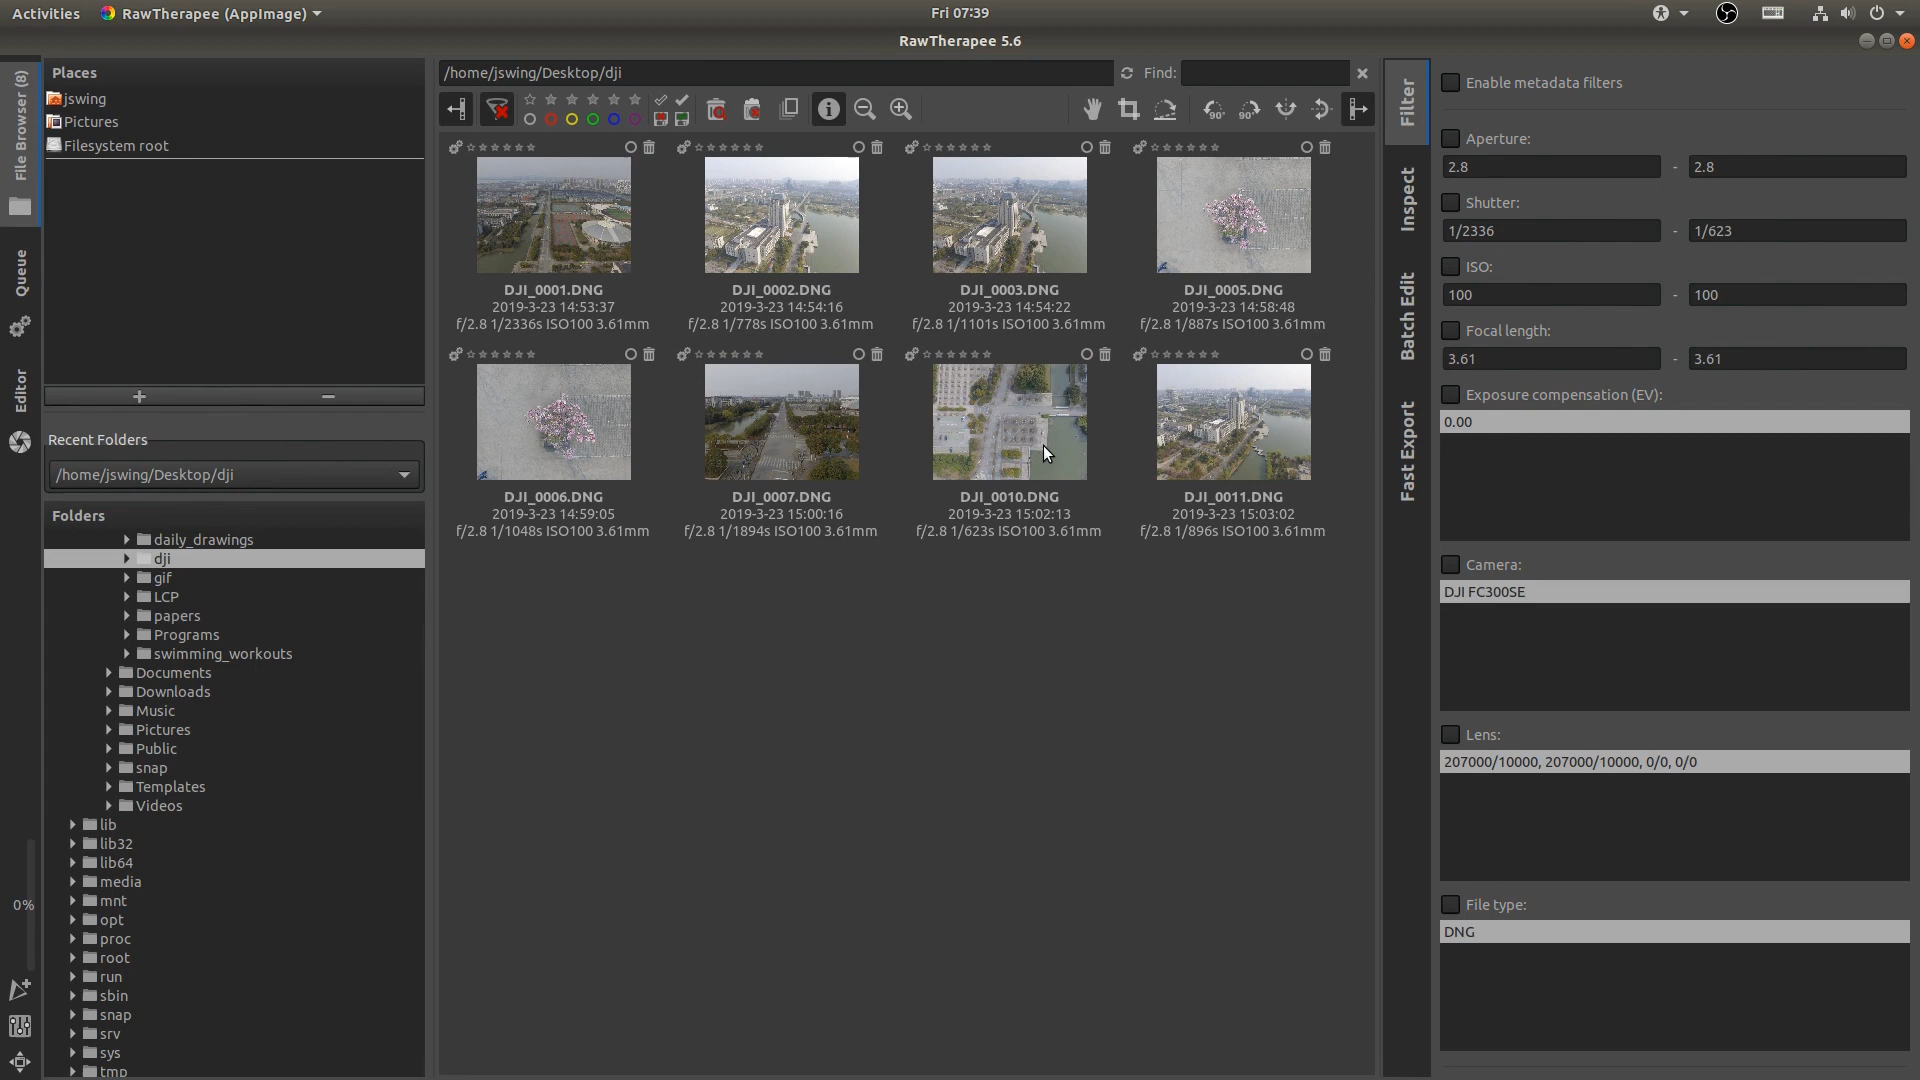 Activities
RawTherapee (AppImage)
Fri 07:39
RawTherapee 5.6
File Browser (8)
Queue
Editor
0%
Places
jswing
Pictures
Filesystem root
Recent Folders
/home/jswing/Desktop/dji
Folders
daily_drawings
dji
gif
LCP
papers
Programs
swimming_workouts
Documents
Downloads
Music
Pictures
Public
snap
Templates
Videos
lib
lib32
lib64
media
mnt
opt
proc
root
run
sbin
snap
srv
sys
tmp
/home/jswing/Desktop/dji
Find:
90°
90°
DJI_0001.DNG
2019-3-23 14:53:37
f/2.8 1/2336s ISO100 3.61mm
DJI_0002.DNG
2019-3-23 14:54:16
f/2.8 1/778s ISO100 3.61mm
DJI_0003.DNG
2019-3-23 14:54:22
f/2.8 1/1101s ISO100 3.61mm
DJI_0005.DNG
2019-3-23 14:58:48
f/2.8 1/887s ISO100 3.61mm
DJI_0006.DNG
2019-3-23 14:59:05
f/2.8 1/1048s ISO100 3.61mm
DJI_0007.DNG
2019-3-23 15:00:16
f/2.8 1/1894s ISO100 3.61mm
DJI_0010.DNG
2019-3-23 15:02:13
f/2.8 1/623s ISO100 3.61mm
DJI_0011.DNG
2019-3-23 15:03:02
f/2.8 1/896s ISO100 3.61mm
Filter
Inspect
Batch Edit
Fast Export
Enable metadata filters
Aperture:
2.8 - 2.8
Shutter:
1/2336 - 1/623
ISO:
100 - 100
Focal length:
3.61 - 3.61
Exposure compensation (EV):
0.00
Camera:
DJI FC300SE
Lens:
207000/10000, 207000/10000, 0/0, 0/0
File type:
DNG